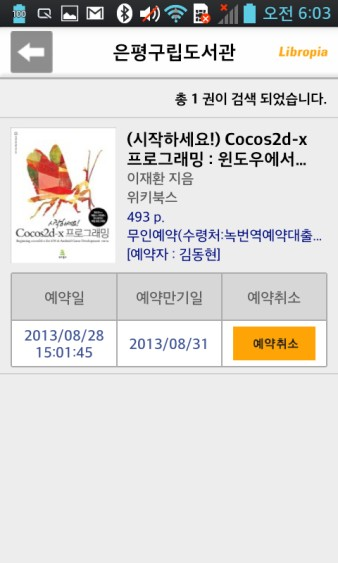 100
오전 6:03
은평구립도서관
Libropia
총 1 권이 검색 되었습니다.
시작하세요!
Cocos2d-x 프로그래밍
(시작하세요!) Cocos2d-x
프로그래밍 : 윈도우에서...
이재환 지음
위키북스
493 p.
무인예약(수령처:녹번역예약대출...
[예약자 : 김동현]
예약일 예약만기일 예약취소
2013/08/28
15:01:45
2013/08/31
예약취소